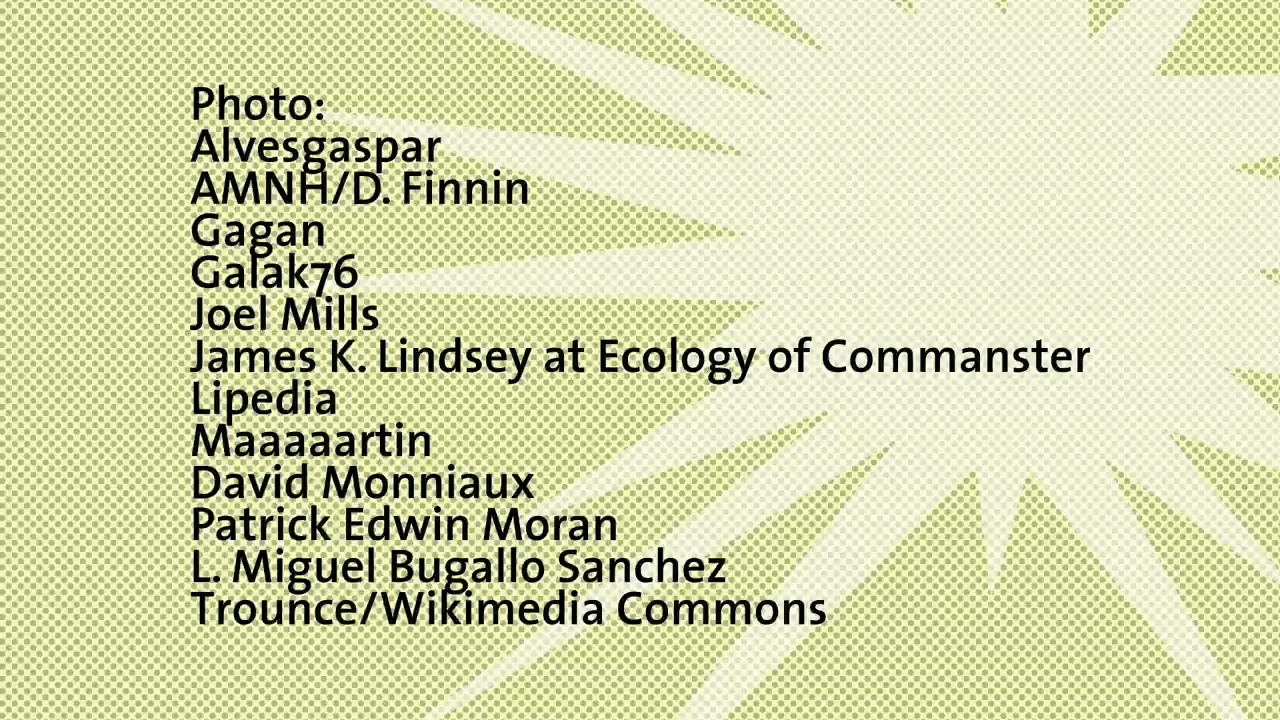 Photo:
Alvesgaspar
AMNH/D. Finnin
Gagan
Galak76
Joel Mills
James K. Lindsey at Ecology of Commanster
Lipedia
Maaaaartin
David Monniaux
Patrick Edwin Moran
L. Miguel Bugallo Sanchez
Trounce/Wikimedia Commons